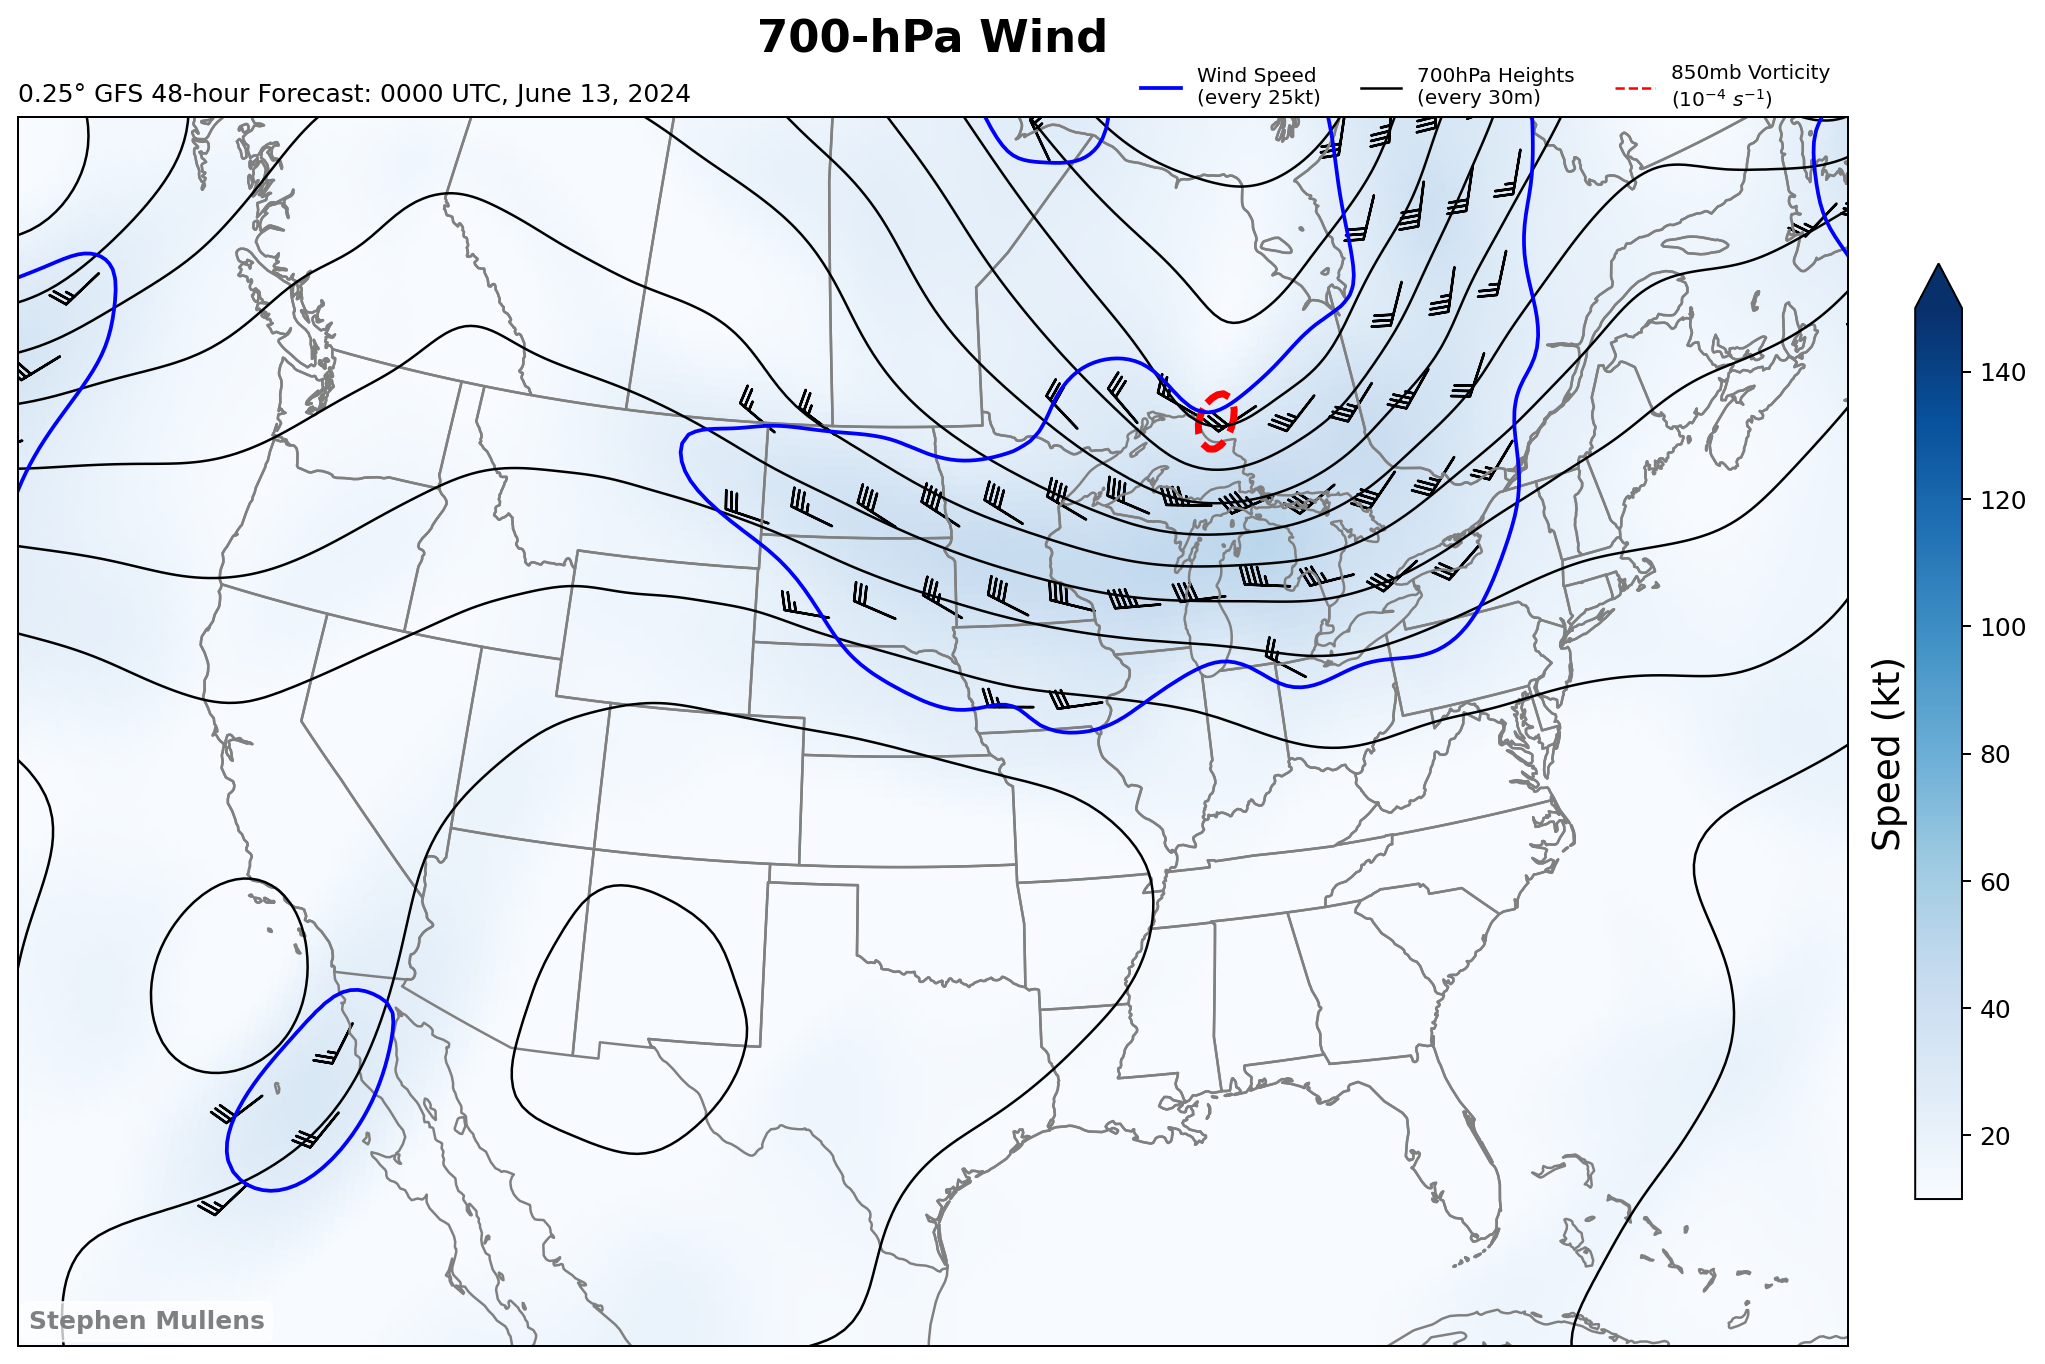 700-hPa Wind
0.25° GFS 48-hour Forecast: 0000 UTC, June 13, 2024
Wind Speed
(every 25kt)
700hPa Heights
(every 30m)
850mb Vorticity
(10⁻⁴ s⁻¹)
140
120
100
80
60
40
20
Speed (kt)
Stephen Mullens